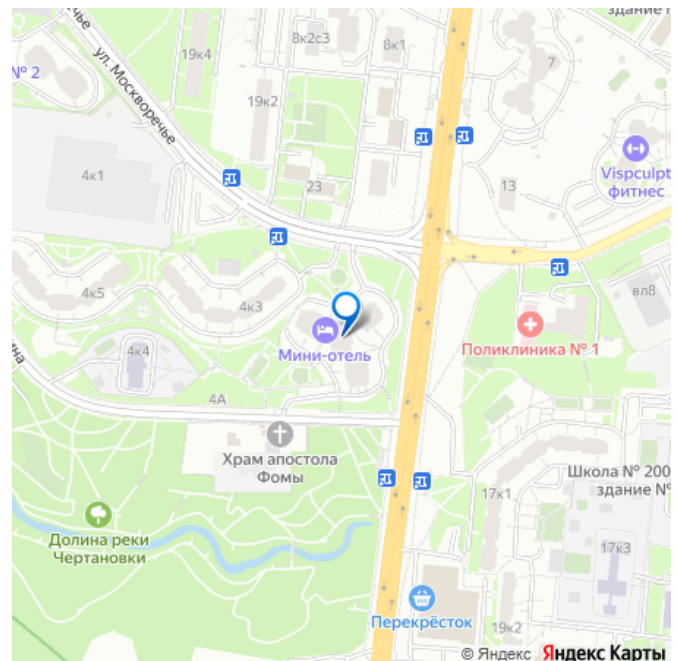 здание
чье
19к4
8к2с3
8к1
№ 2
ул. Москворечье
19к2
7
4к1
23
13
Vispculpt
фитнес
4к5
4к3
вл8
Мини-отель
Поликлиника № 1
4к4
4А
Храм апостола
Фомы
Школа № 200
здание №
17к1
Долина реки
Чертановки
17к3
Перекрёсток
19к2
© Яндекс Яндекс Карты